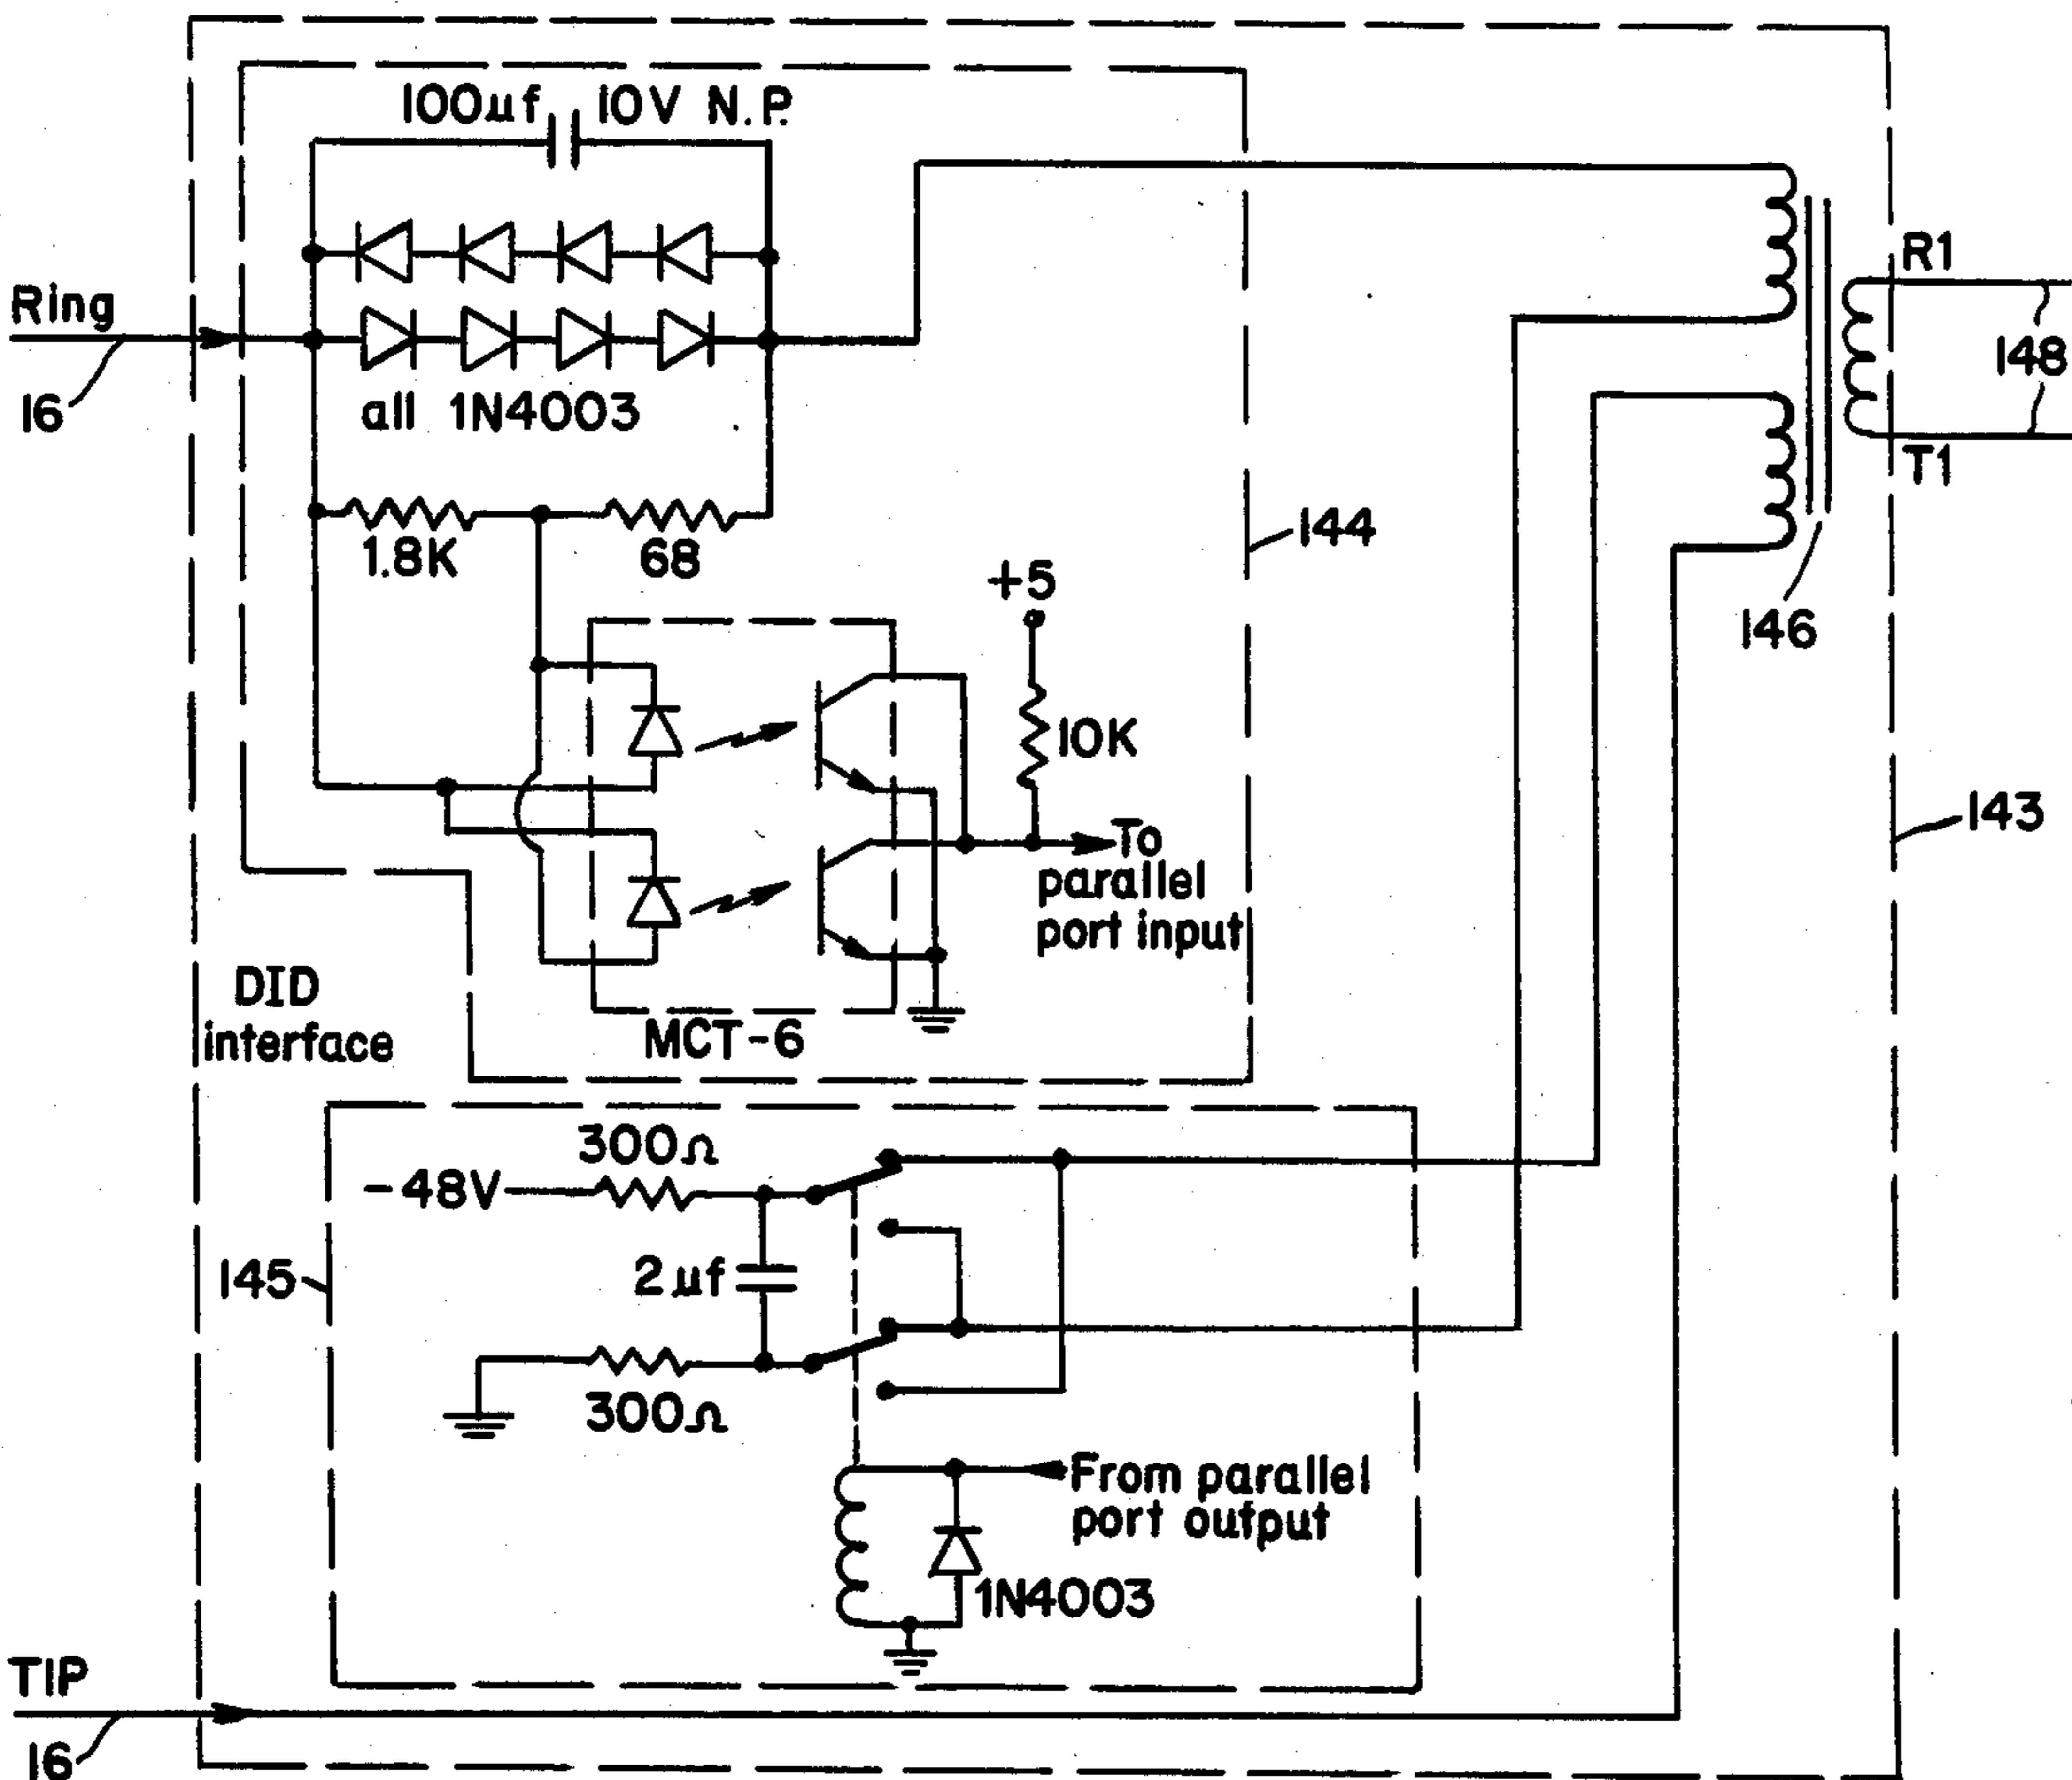 100µf 10V N.P.
Ring
16
all 1N4003
R1
148
T1
1.8K
68
144
+5
146
10K
143
To
parallel
port input
DID
interface
MCT-6
300Ω
-48V
145
2µf
300Ω
From parallel
port output
1N4003
TIP
16